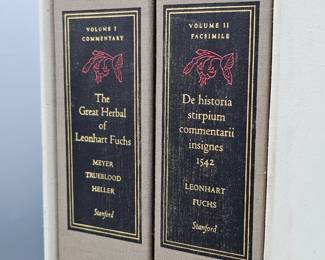 VOLUME I
COMMENTARY
The
Great Herbal
of
Leonhart Fuchs
MEYER
TRUEBLOOD
HELLER
Stanford
VOLUME II
FACSIMILE
De historia
stirpium
commentarii
insignes
1542
LEONHART
FUCHS
Stanford